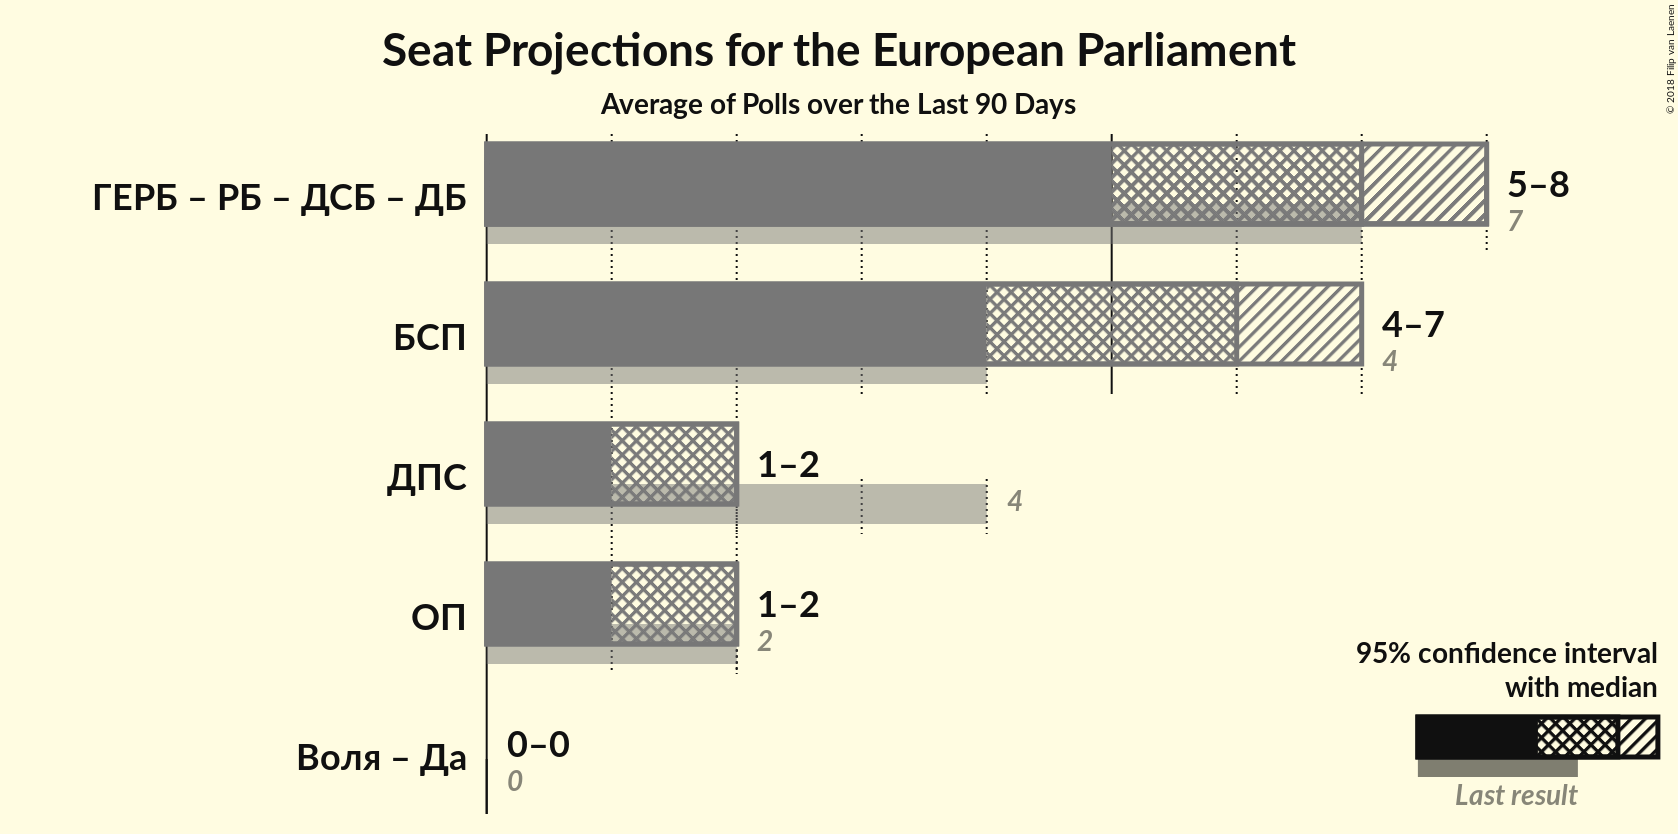 Seat Projections for the European Parliament
Average of Polls over the Last 90 Days
© 2018 Filip van Laenen
ГЕРБ – РБ – ДСБ – ДБ
5–8
7
БСП
4–7
4
ДПС
1–2
4
ОП
1–2
2
Воля – Да
0–0
0
95% confidence interval
with median
Last result